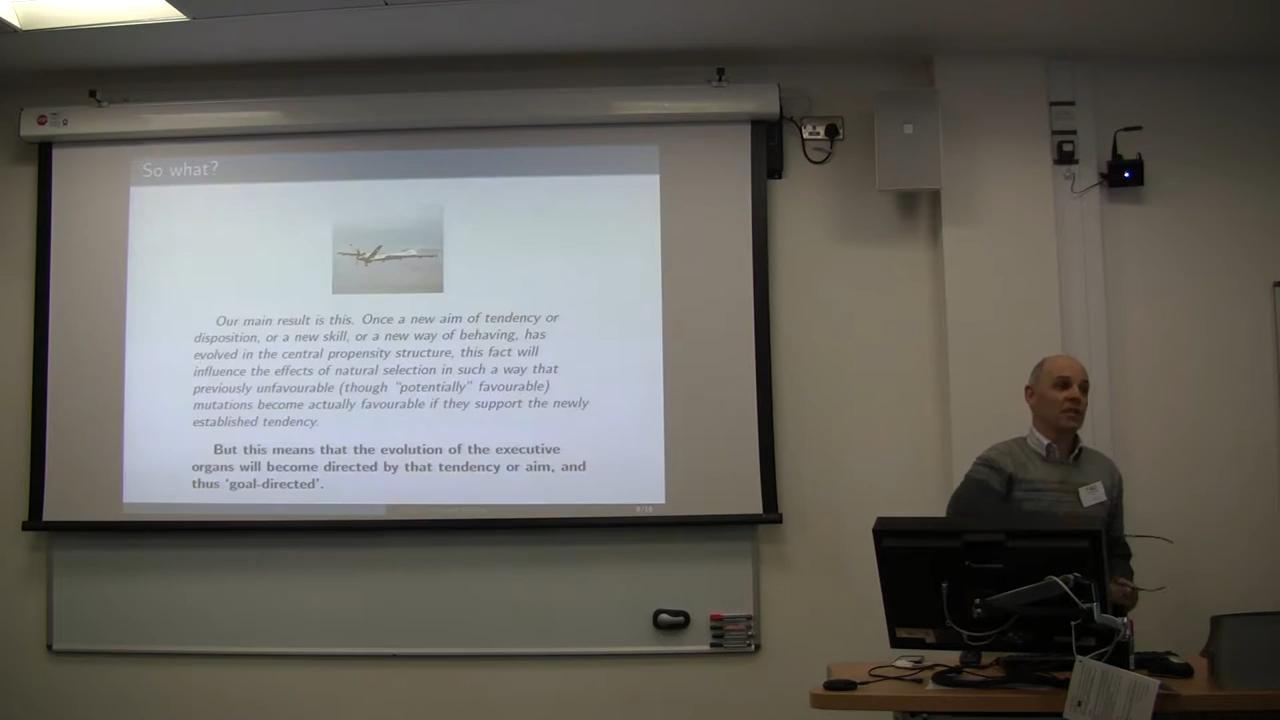 So what?
Our main result is this. Once a new aim of tendency or
disposition, or a new skill, or a new way of behaving, has
evolved in the central propensity structure, this fact will
influence the effects of natural selection in such a way that
previously unfavourable (though “potentially” favourable)
mutations become actually favourable if they support the newly
established tendency.
But this means that the evolution of the executive
organs will become directed by that tendency or aim, and
thus ‘goal-directed’.